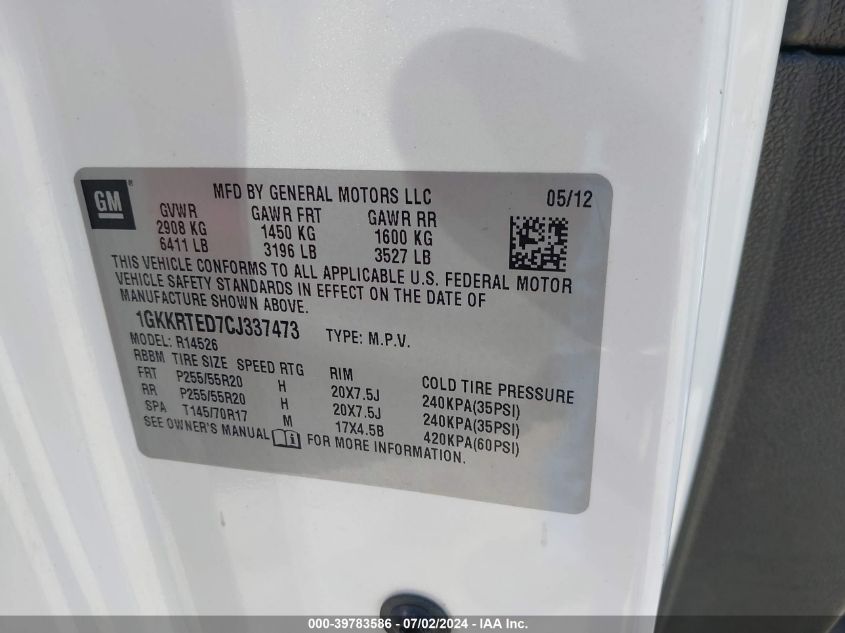 GM ®
MFD BY GENERAL MOTORS LLC 05/12
GVWR GAWR FRT GAWR RR
2908 KG 1450 KG 1600 KG
6411 LB 3196 LB 3527 LB
THIS VEHICLE CONFORMS TO ALL APPLICABLE U.S. FEDERAL MOTOR
VEHICLE SAFETY STANDARDS IN EFFECT ON THE DATE OF
MANUFACTURE SHOWN ABOVE.
1GKKRTED7CJ337473 TYPE: M.P.V.
MODEL: R14526
RBBM TIRE SIZE SPEED RTG RIM COLD TIRE PRESSURE
FRT P255/55R20 H 20X7.5J 240KPA(35PSI)
RR P255/55R20 H 20X7.5J 240KPA(35PSI)
SPA T145/70R17 M 17X4.5B 420KPA(60PSI)
SEE OWNER'S MANUAL i FOR MORE INFORMATION.
000-39783586 - 07/02/2024 - IAA Inc.